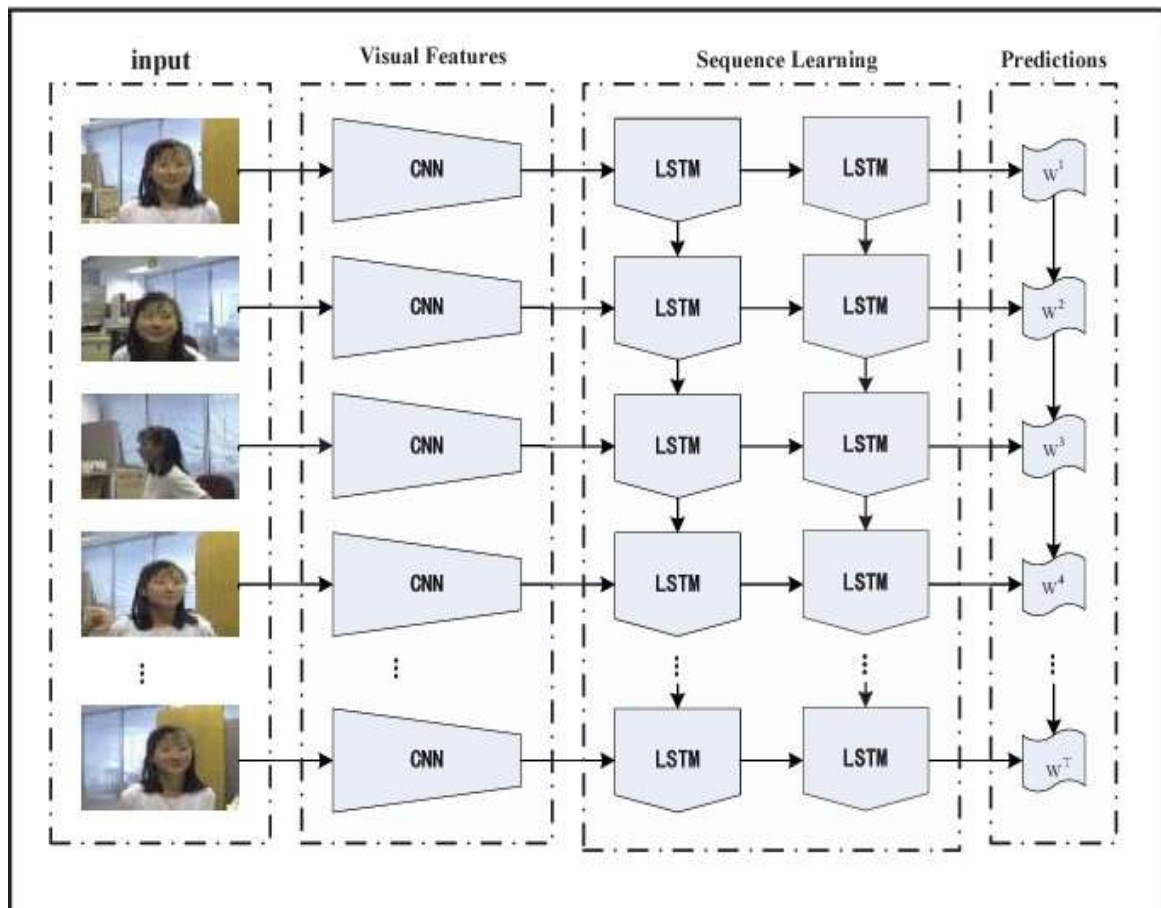 input Visual Features Sequence Learning Predictions
CNN LSTM LSTM W¹
CNN LSTM LSTM W²
CNN LSTM LSTM W³
CNN LSTM LSTM W⁴
⋮ ⋮ ⋮ ⋮ ⋮
CNN LSTM LSTM Wᵀ